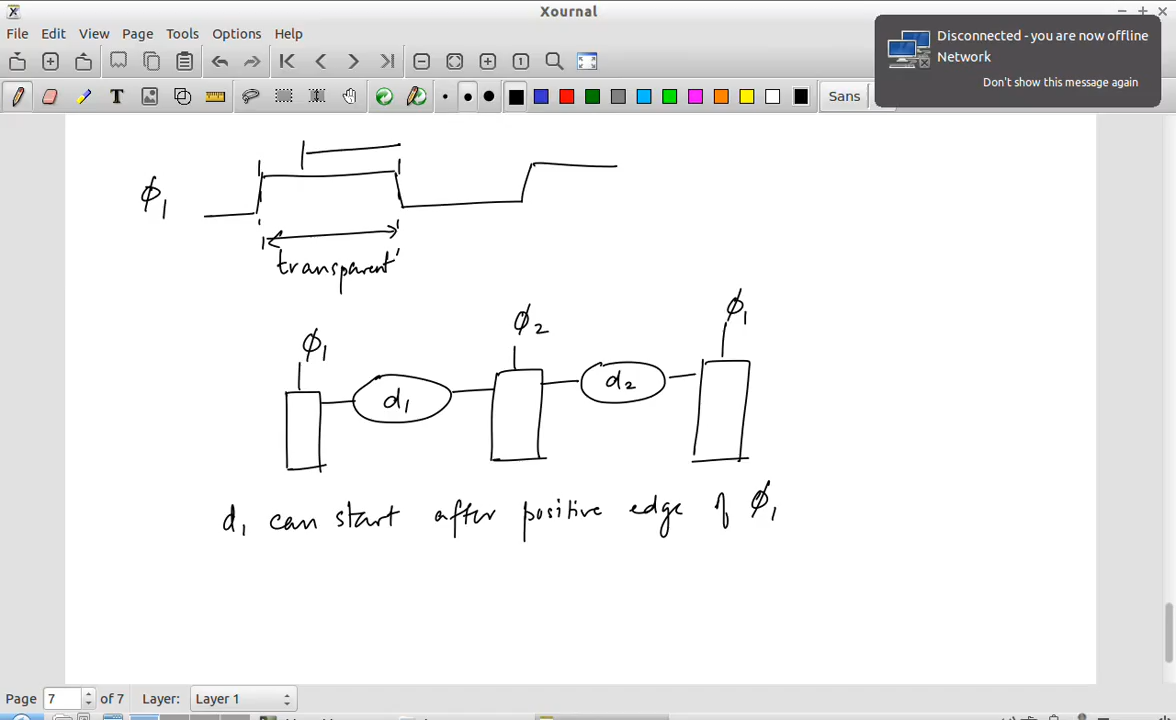 Xournal
File Edit View Page Tools Options Help
Disconnected - you are now offline
Network
Don't show this message again
Sans
ϕ1
transparent
ϕ1 ϕ2 ϕ1
d1 d2
d1 can start after positive edge of ϕ1
Page 7 of 7 Layer: Layer 1